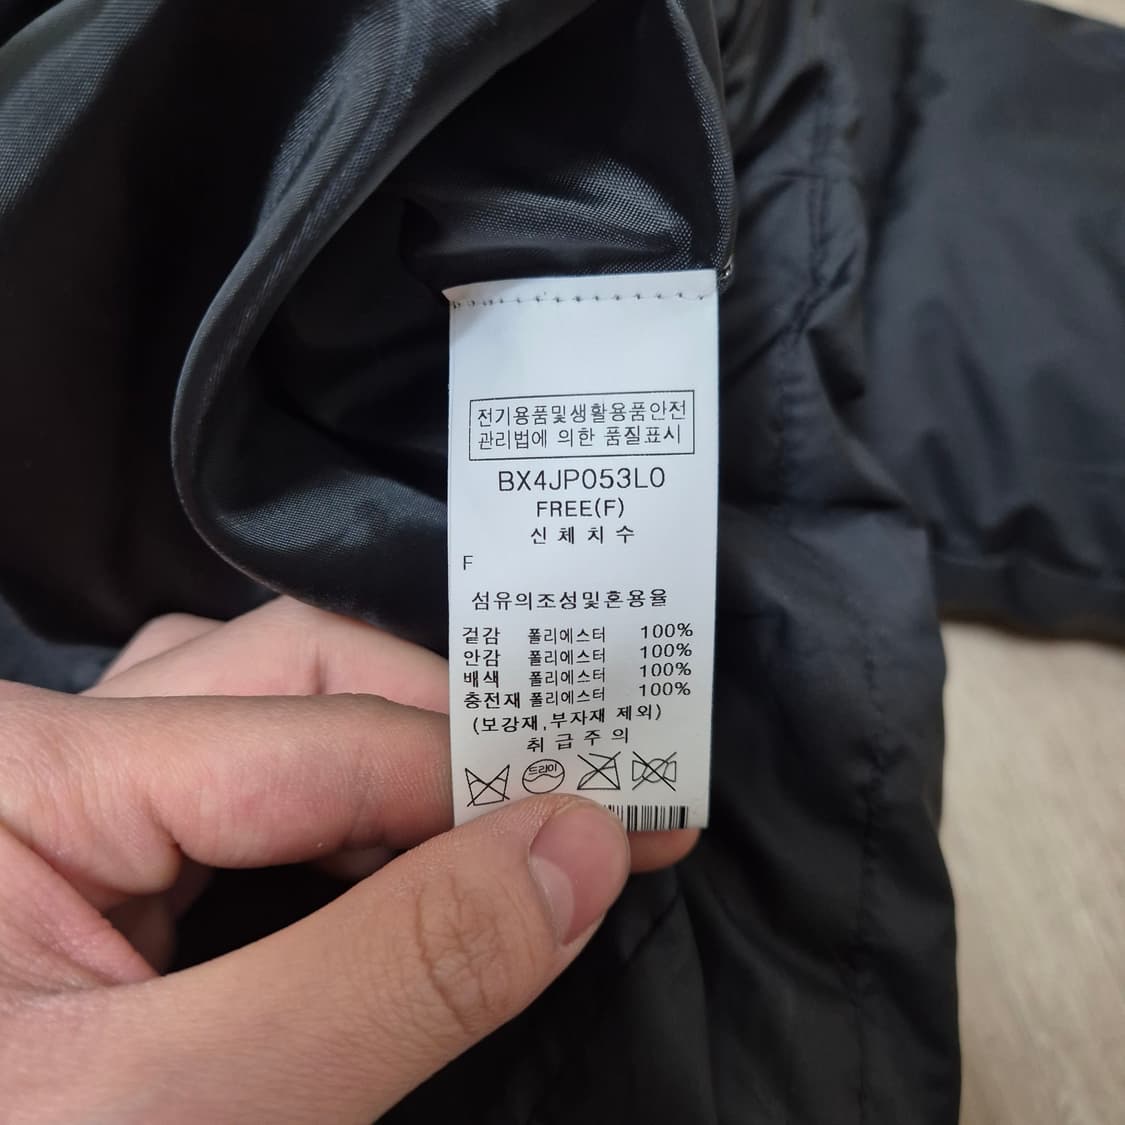 전기용품및생활용품안전
관리법에 의한 품질표시
BX4JP053L0
FREE(F)
신체치수
F
섬유의조성및혼용율
겉감 폴리에스터 100%
안감 폴리에스터 100%
배색 폴리에스터 100%
충전재 폴리에스터 100%
(보강재,부자재 제외)
취급주의
드라이